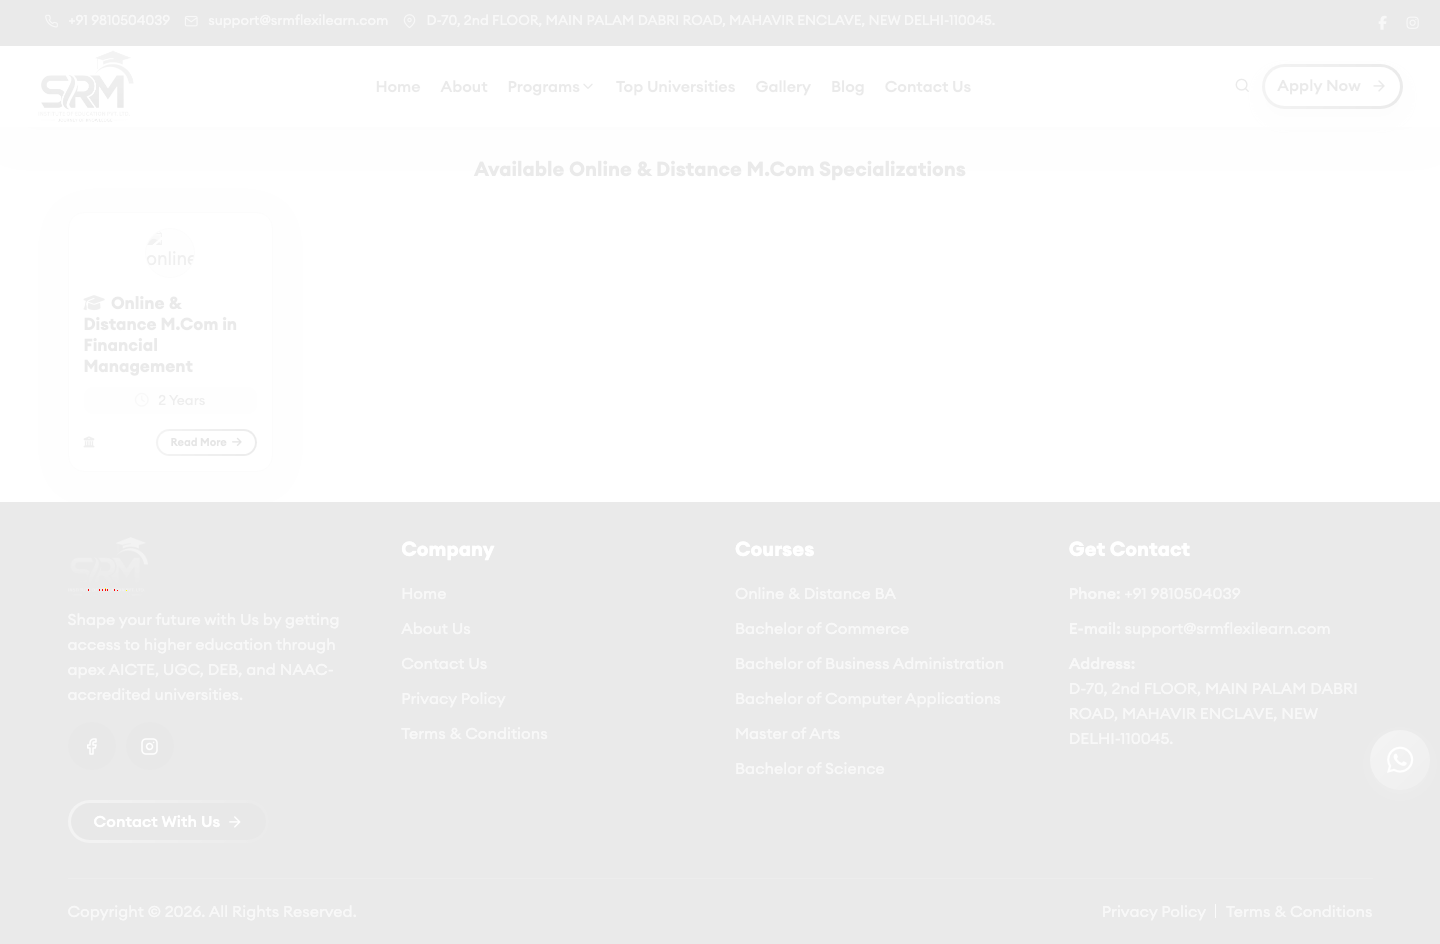 +91 9810504039 support@srmflexilearn.com D-70, 2nd FLOOR, MAIN PALAM DABRI ROAD, MAHAVIR ENCLAVE, NEW DELHI-110045.
SRM
Home About Programs Top Universities Gallery Blog Contact Us
Apply Now
Available Online & Distance M.Com Specializations
online
Online &
Distance M.Com in
Financial
Management
2 Years
Read More
SRM
Shape your future with Us by getting
access to higher education through
apex AICTE, UGC, DEB, and NAAC-
accredited universities.
Contact With Us
Company
Home
About Us
Contact Us
Privacy Policy
Terms & Conditions
Courses
Online & Distance BA
Bachelor of Commerce
Bachelor of Business Administration
Bachelor of Computer Applications
Master of Arts
Bachelor of Science
Get Contact
Phone: +91 9810504039
E-mail: support@srmflexilearn.com
Address:
D-70, 2nd FLOOR, MAIN PALAM DABRI
ROAD, MAHAVIR ENCLAVE, NEW
DELHI-110045.
Copyright © 2026. All Rights Reserved.
Privacy Policy | Terms & Conditions